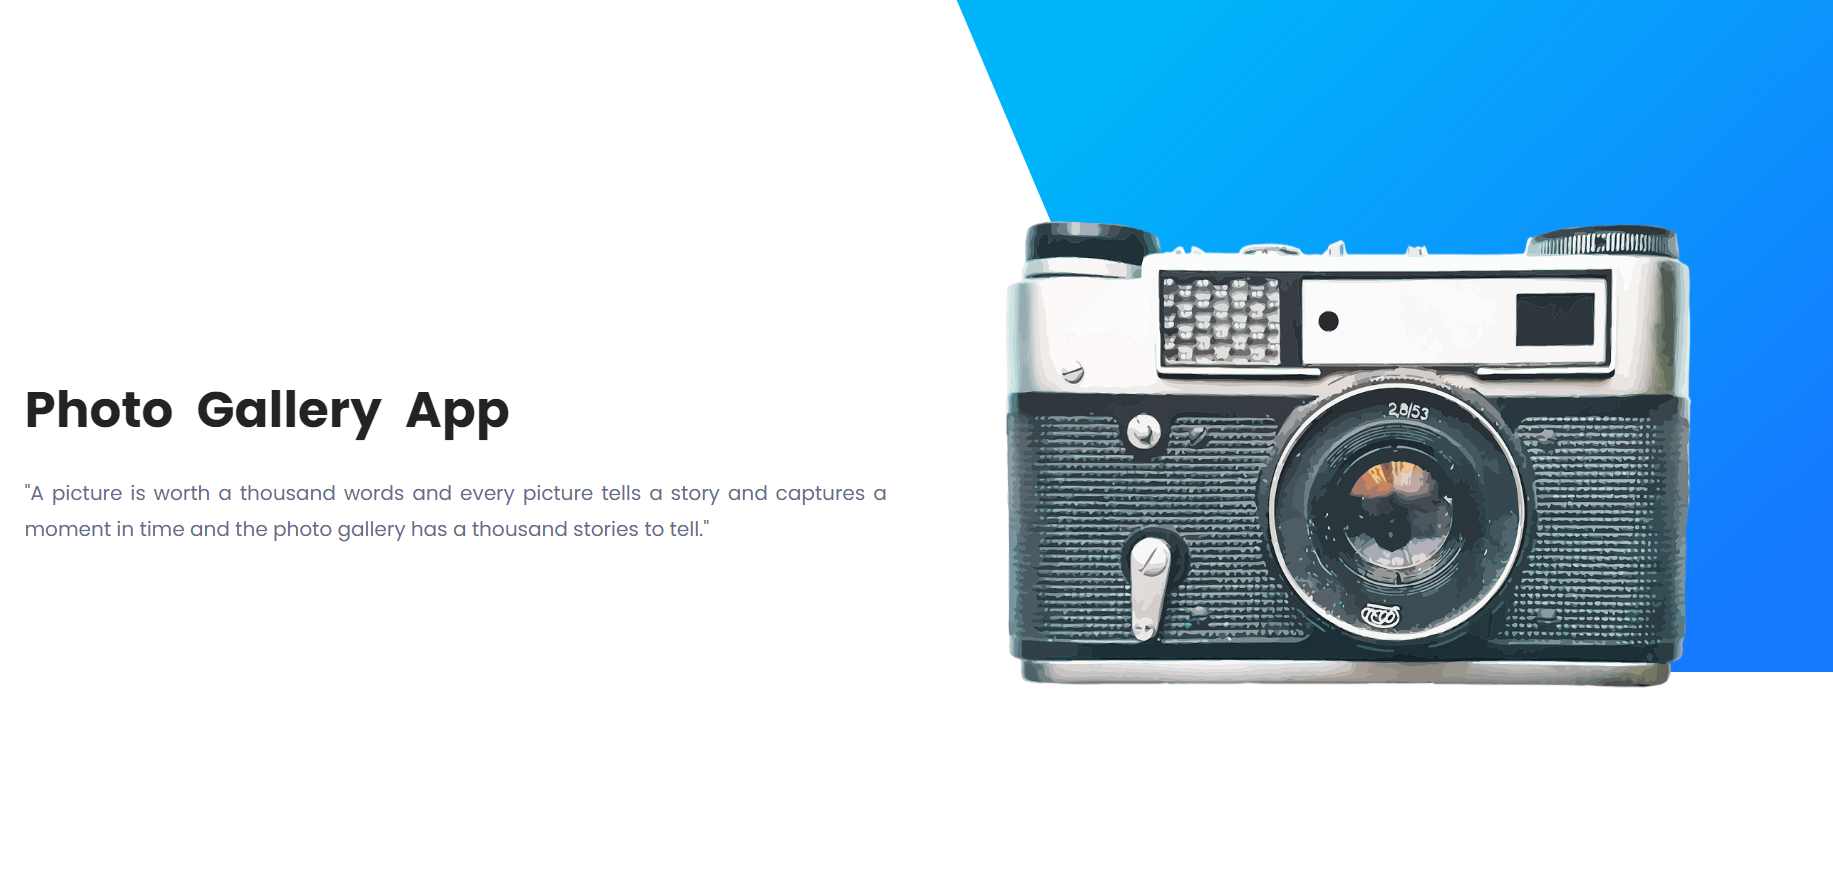 Photo Gallery App
"A picture is worth a thousand words and every picture tells a story and captures a
moment in time and the photo gallery has a thousand stories to tell."
2,8/53